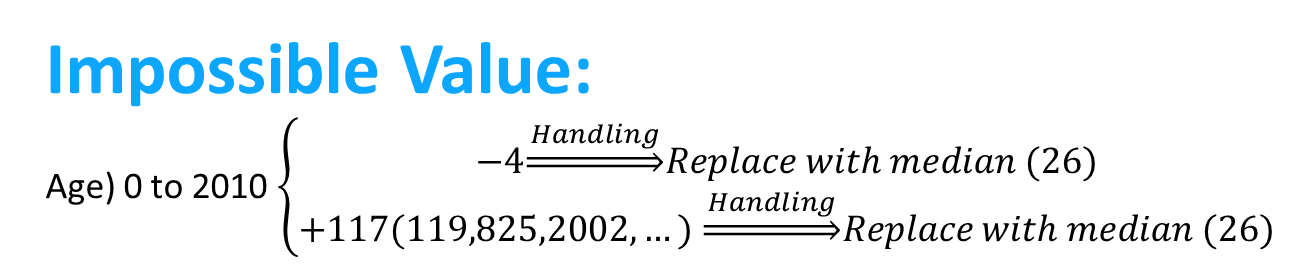 Impossible Value:
Age) 0 to 2010 { −4 Handling ⟹ Replace with median (26)
+117(119,825,2002, … ) Handling ⟹ Replace with median (26)